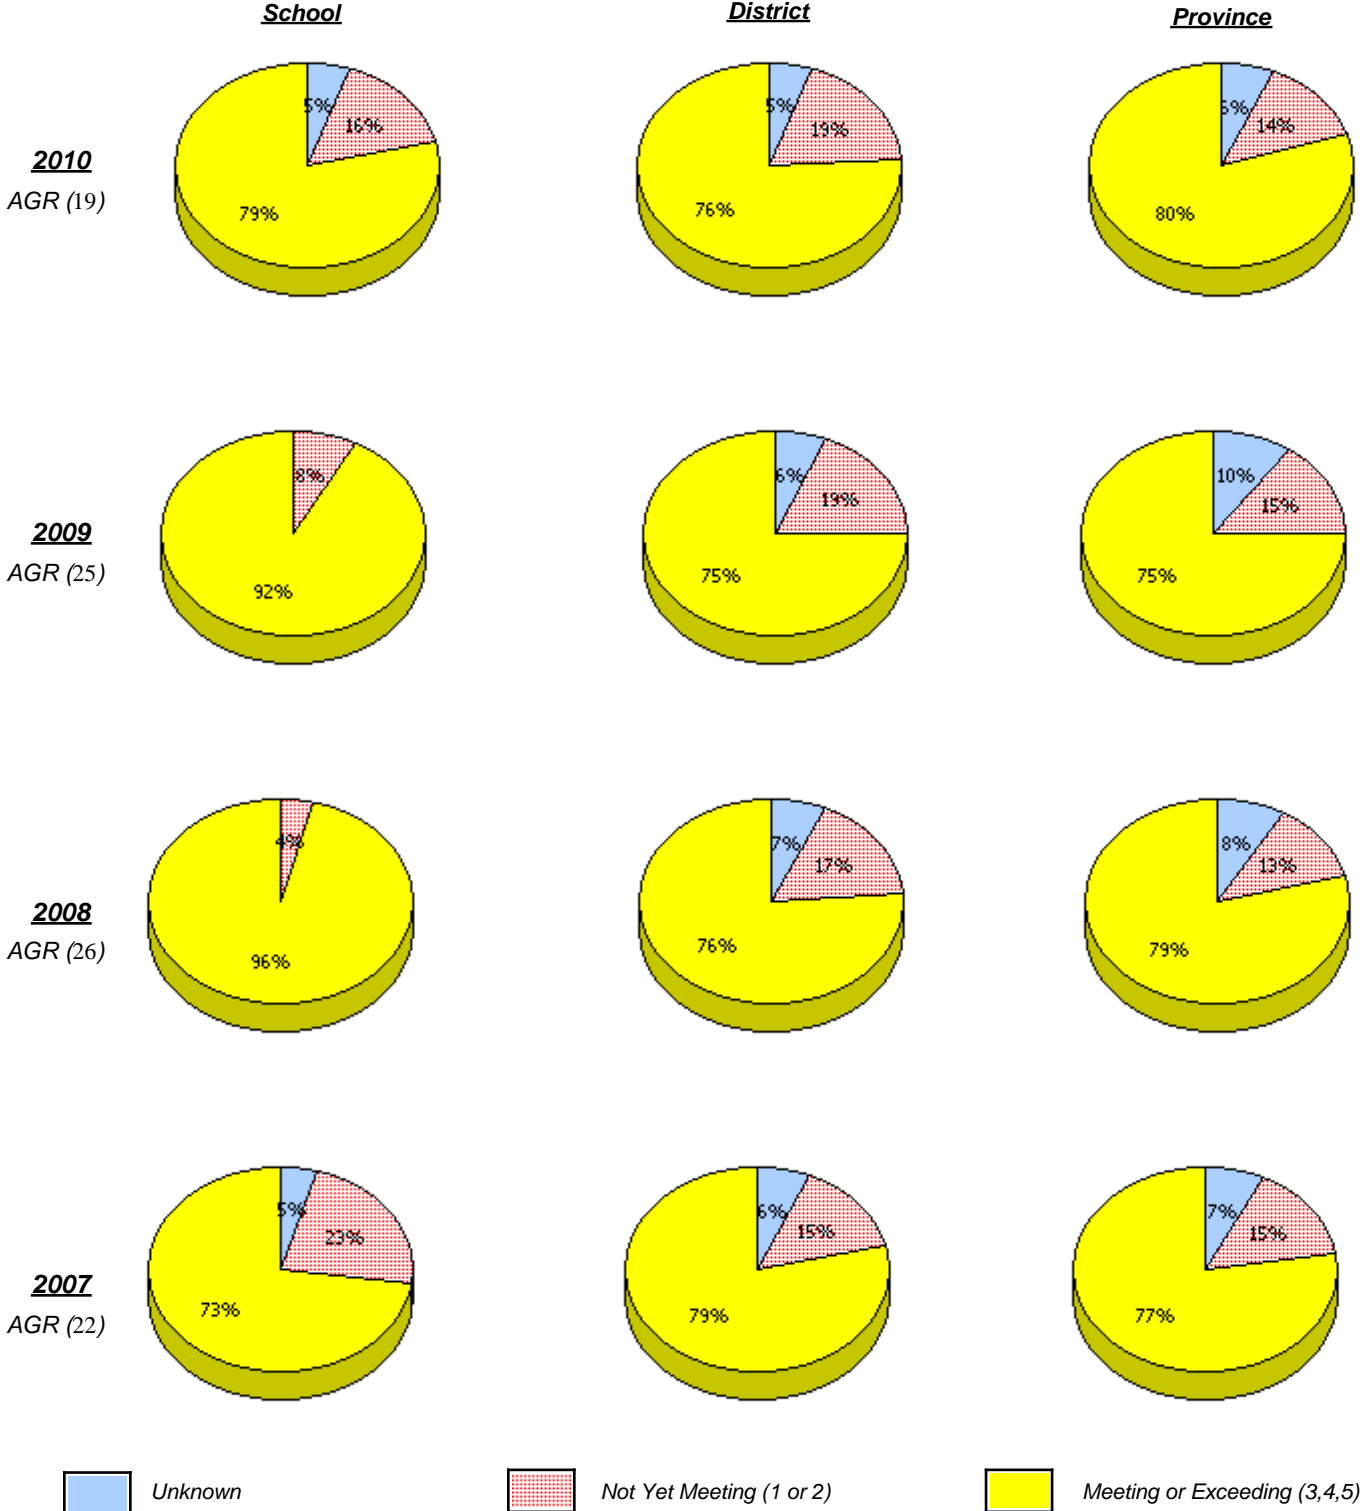 School District Province
5% 16% 79%
5% 19% 76%
6% 14% 80%
2010
AGR (19)
8% 92%
6% 19% 75%
10% 15% 75%
2009
AGR (25)
4% 96%
7% 17% 76%
8% 13% 79%
2008
AGR (26)
5% 23% 73%
6% 15% 79%
7% 15% 77%
2007
AGR (22)
Unknown Not Yet Meeting (1 or 2) Meeting or Exceeding (3,4,5)